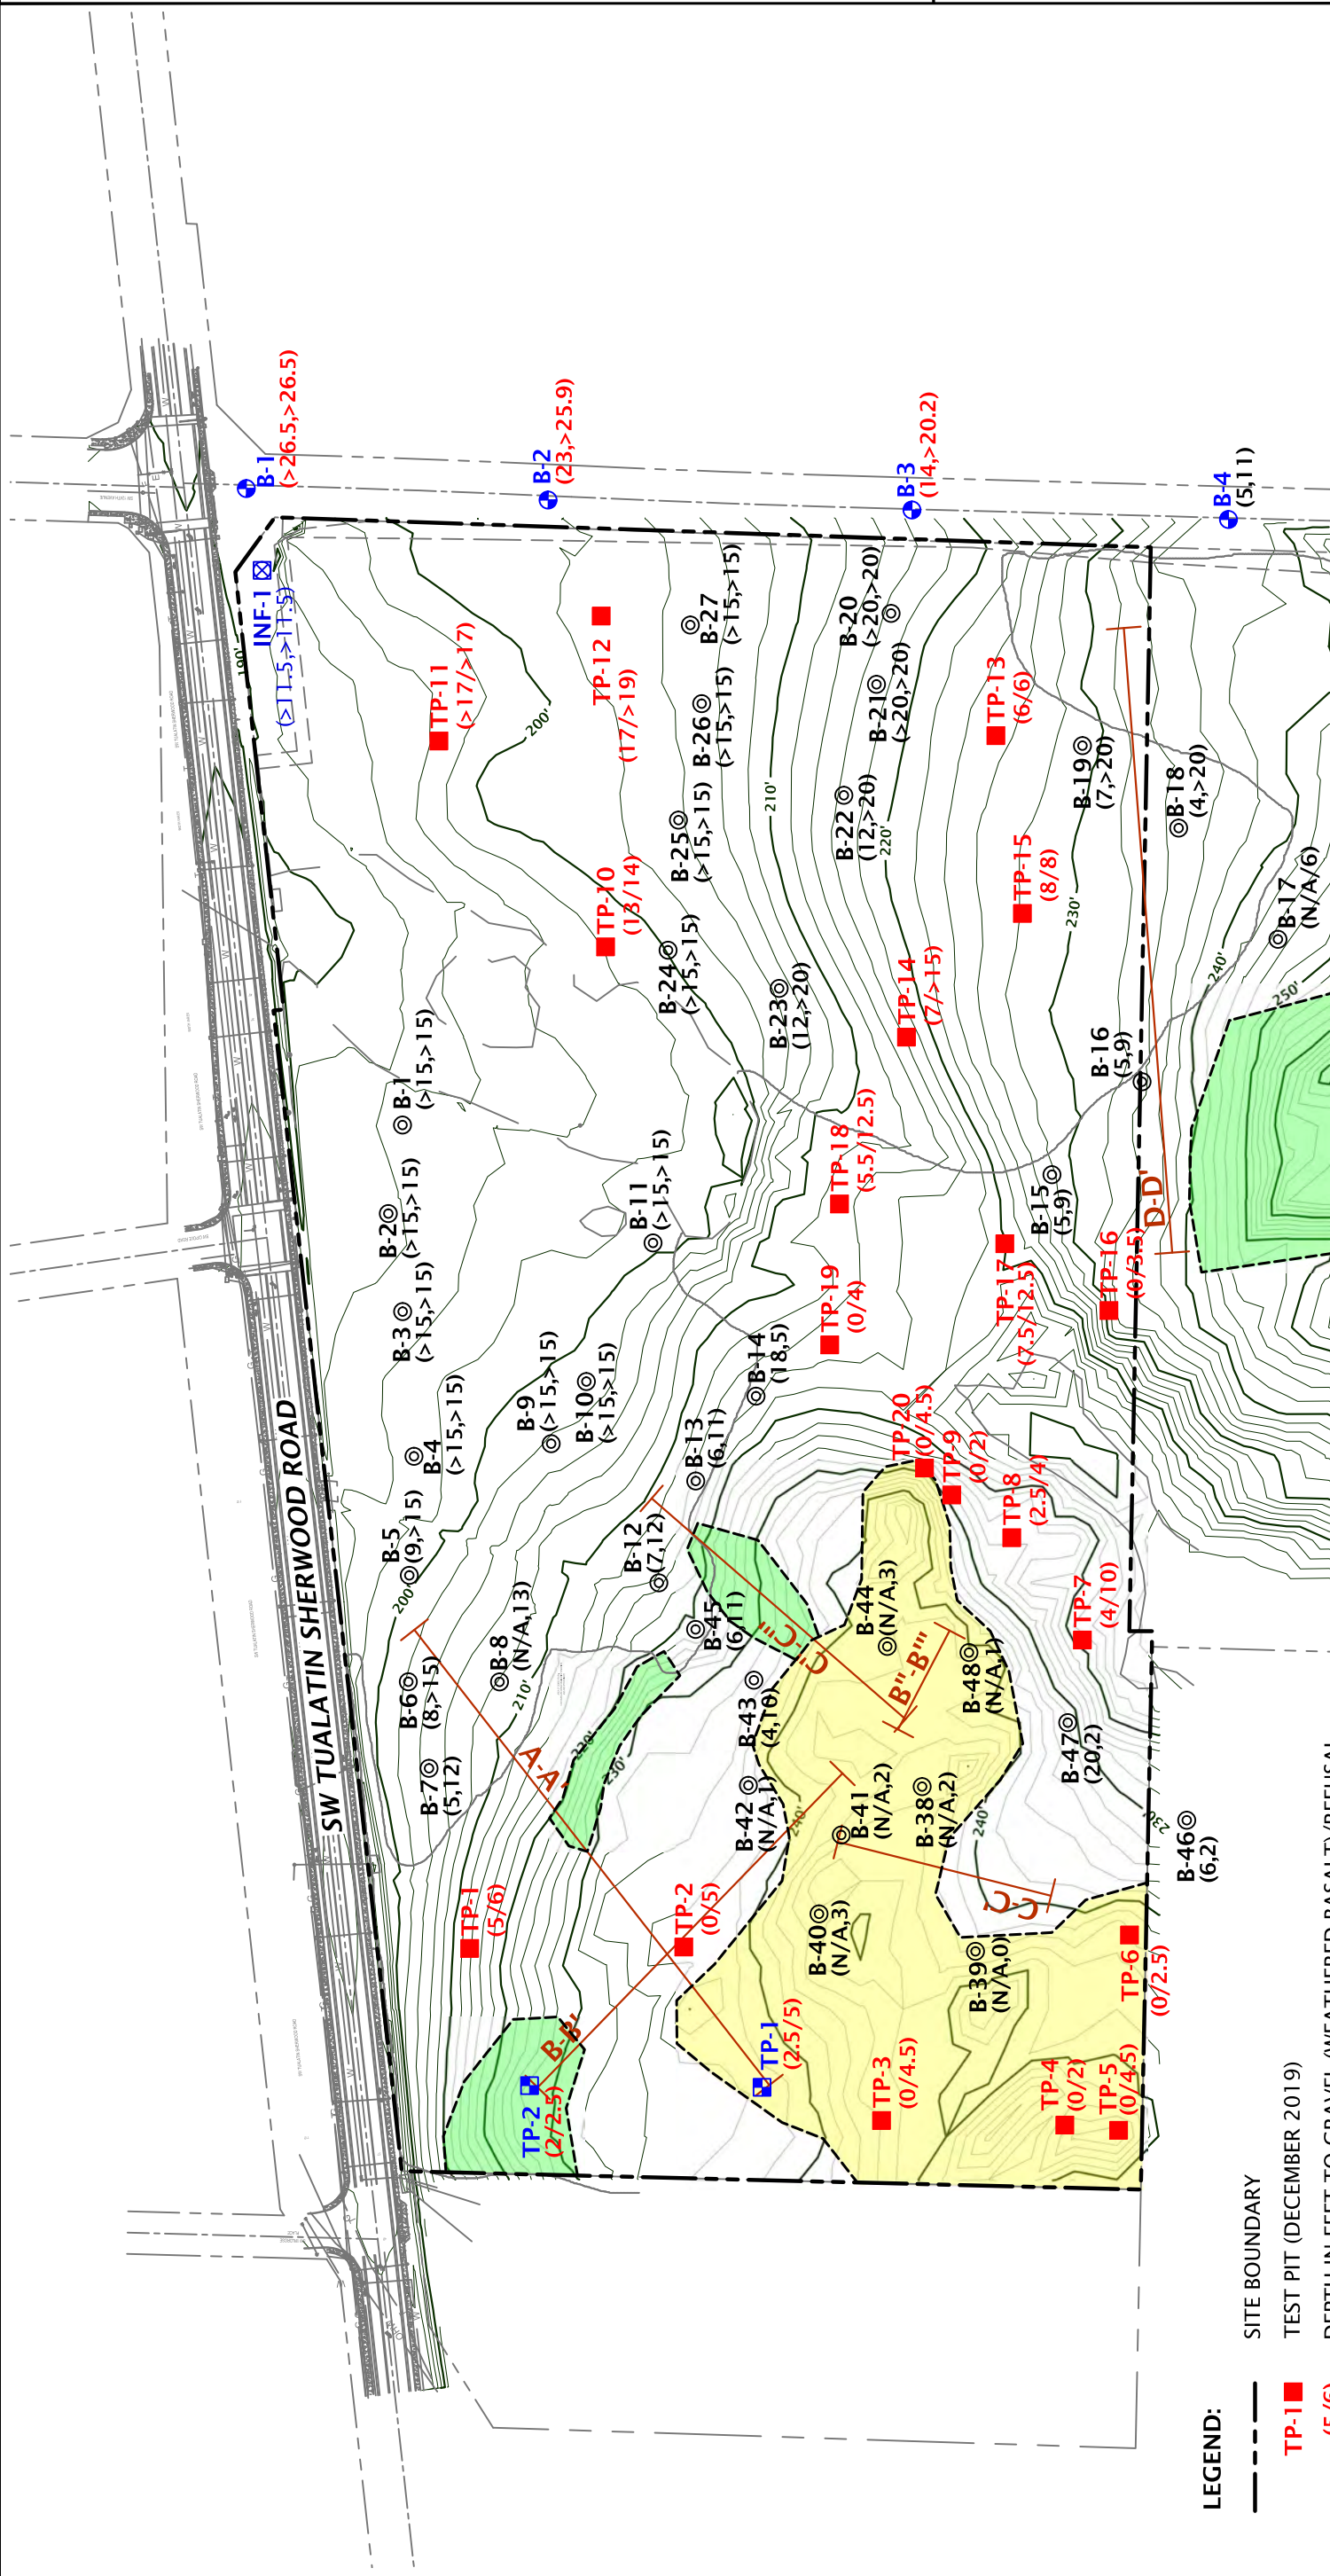 SW TUALATIN SHERWOOD ROAD
B-1
(>26.5,>26.5)
B-2
(23,>25.9)
B-3
(14,>20.2)
B-4
(5,11)
INF-1
(>11.5,>11.5)
190'
TP-11
(>17/>17)
200'
TP-12
(17/>19)
B-27
(>15,>15)
B-26
(>15,>15)
B-25
(>15,>15)
B-24
(>15,>15)
TP-10
(13/14)
210'
B-20
(>20,>20)
B-21
(>20,>20)
B-22
(12,>20)
220'
B-23
(12,>20)
TP-13
(6/6)
TP-15
(8/8)
TP-14
(7/>15)
230'
B-19
(7,>20)
B-18
(4,>20)
B-17
(N/A/6)
240'
250'
B-16
(5,9)
B-15
(5,9)
D-D'
TP-16
(0/3.5)
TP-17
(7.5/12.5)
TP-18
(5.5/12.5)
TP-19
(0/4)
B-1
(>15,>15)
B-2
(>15,>15)
B-3
(>15,>15)
B-4
(>15,>15)
B-5
(9,>15)
200'
B-6
(8,>15)
B-7
(5,12)
B-8
(N/A,13)
210'
B-9
(>15,>15)
B-10
(>15,>15)
B-11
(>15,>15)
B-12
(7,12)
B-13
(6,11)
B-14
(18,5)
B-45
(6,11)
C'-C"
TP-20
(0/4.5)
TP-9
(0/2)
TP-8
(2.5/4)
TP-7
(4/10)
B-44
(N/A,3)
B"-B'"
B-48
(N/A,1)
B-43
(4,10)
B-42
(N/A,1)
240'
B-41
(N/A,2)
B-38
(N/A,2)
B-47
(20,2)
240'
230'
B-46
(6,2)
A-A'
220'
230'
TP-1
(5/6)
TP-2
(0/5)
B-40
(N/A,3)
B-39
(N/A,0)
C-C'
TP-6
(0/2.5)
B-B'
TP-2
(2/2.5)
TP-1
(2.5/5)
TP-3
(0/4.5)
TP-4
(0/2)
TP-5
(0/4.5)
LEGEND:
SITE BOUNDARY
TP-1 TEST PIT (DECEMBER 2019)